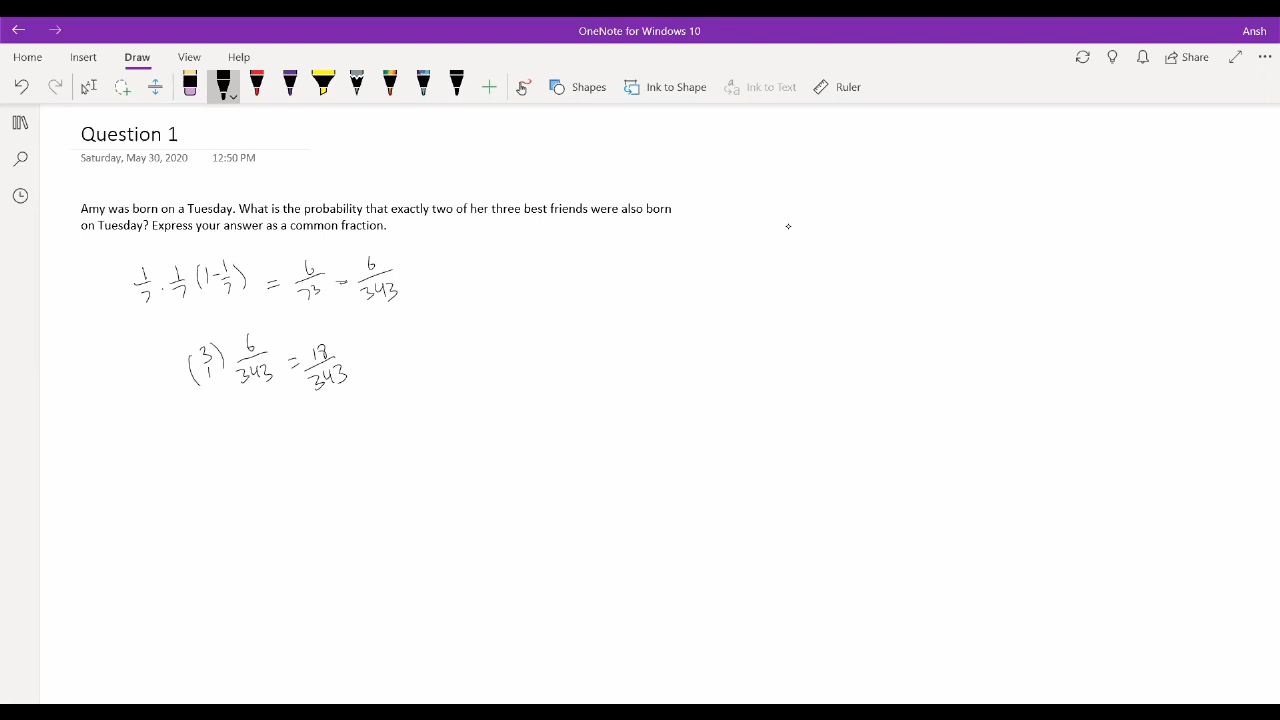 OneNote for Windows 10
Ansh
Home Insert Draw View Help
Share
Shapes Ink to Shape Ink to Text Ruler
Question 1
Saturday, May 30, 2020 12:50 PM
Amy was born on a Tuesday. What is the probability that exactly two of her three best friends were also born
on Tuesday? Express your answer as a common fraction.
1/7 · 1/7 (1 - 1/7) = 6/7³ = 6/343
(3 1) 6/343 = 18/343